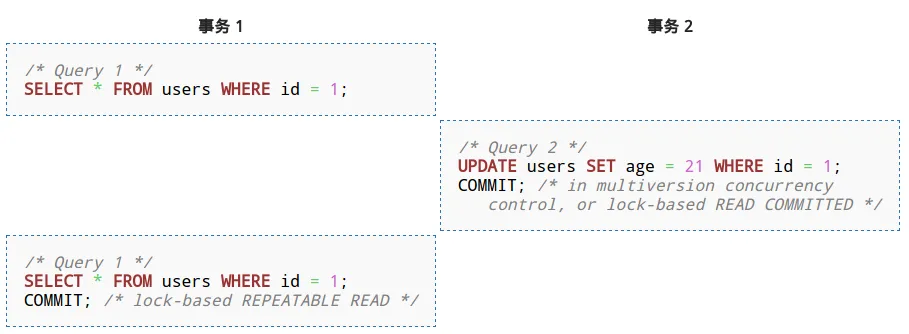 事务 1
事务 2
/* Query 1 */
SELECT * FROM users WHERE id = 1;
/* Query 2 */
UPDATE users SET age = 21 WHERE id = 1;
COMMIT; /* in multiversion concurrency
control, or lock-based READ COMMITTED */
/* Query 1 */
SELECT * FROM users WHERE id = 1;
COMMIT; /* lock-based REPEATABLE READ */